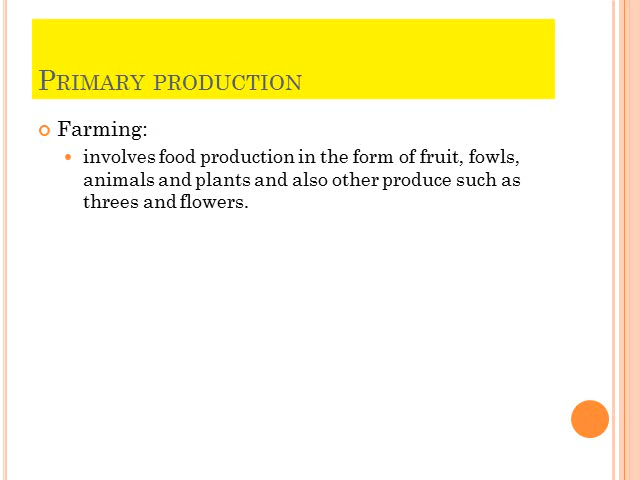 Primary production
Farming:
involves food production in the form of fruit, fowls,
animals and plants and also other produce such as
threes and flowers.